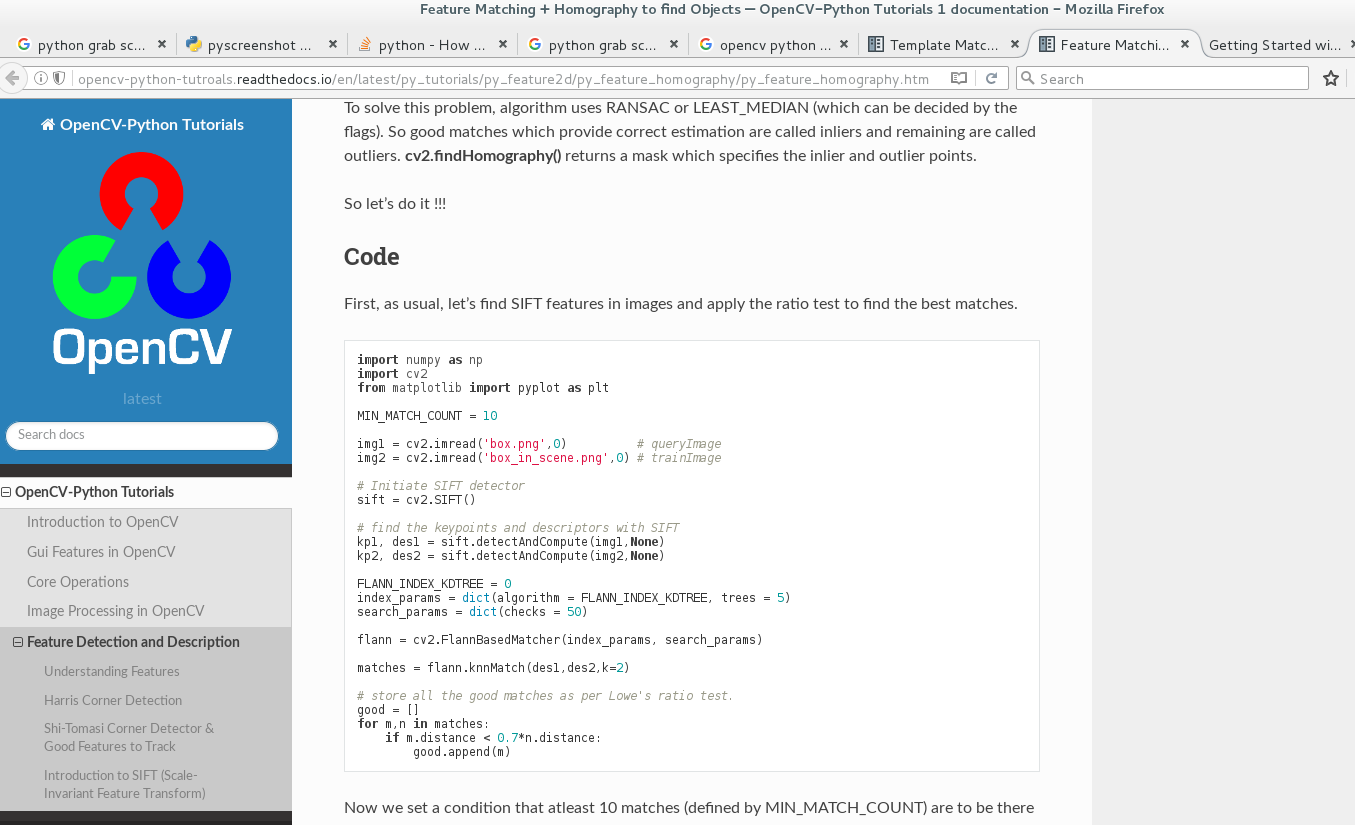 Feature Matching + Homography to find Objects — OpenCV-Python Tutorials 1 documentation - Mozilla Firefox
python grab sc... pyscreenshot ... python - How ... python grab sc... opencv python ... Template Matc... Feature Matchi... Getting Started wi...
opencv-python-tutroals.readthedocs.io/en/latest/py_tutorials/py_feature2d/py_feature_homography/py_feature_homography.htm
Search
OpenCV-Python Tutorials
OpenCV
latest
Search docs
OpenCV-Python Tutorials
Introduction to OpenCV
Gui Features in OpenCV
Core Operations
Image Processing in OpenCV
Feature Detection and Description
Understanding Features
Harris Corner Detection
Shi-Tomasi Corner Detector &
Good Features to Track
Introduction to SIFT (Scale-
Invariant Feature Transform)
To solve this problem, algorithm uses RANSAC or LEAST_MEDIAN (which can be decided by the
flags). So good matches which provide correct estimation are called inliers and remaining are called
outliers. cv2.findHomography() returns a mask which specifies the inlier and outlier points.
So let's do it !!!
Code
First, as usual, let's find SIFT features in images and apply the ratio test to find the best matches.
import numpy as np
import cv2
from matplotlib import pyplot as plt
MIN_MATCH_COUNT = 10
img1 = cv2.imread('box.png',0)          # queryImage
img2 = cv2.imread('box_in_scene.png',0) # trainImage
# Initiate SIFT detector
sift = cv2.SIFT()
# find the keypoints and descriptors with SIFT
kp1, des1 = sift.detectAndCompute(img1,None)
kp2, des2 = sift.detectAndCompute(img2,None)
FLANN_INDEX_KDTREE = 0
index_params = dict(algorithm = FLANN_INDEX_KDTREE, trees = 5)
search_params = dict(checks = 50)
flann = cv2.FlannBasedMatcher(index_params, search_params)
matches = flann.knnMatch(des1,des2,k=2)
# store all the good matches as per Lowe's ratio test.
good = []
for m,n in matches:
    if m.distance < 0.7*n.distance:
        good.append(m)
Now we set a condition that atleast 10 matches (defined by MIN_MATCH_COUNT) are to be there